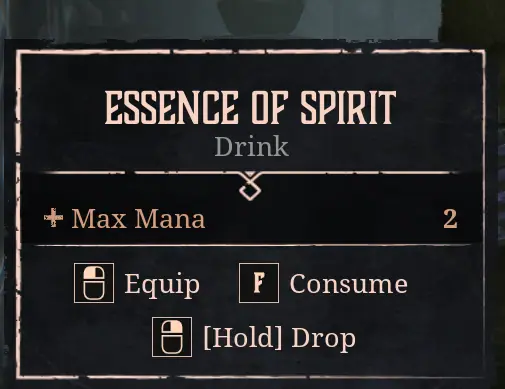 ESSENCE OF SPIRIT
Drink
+ Max Mana 2
Equip F Consume
[Hold] Drop